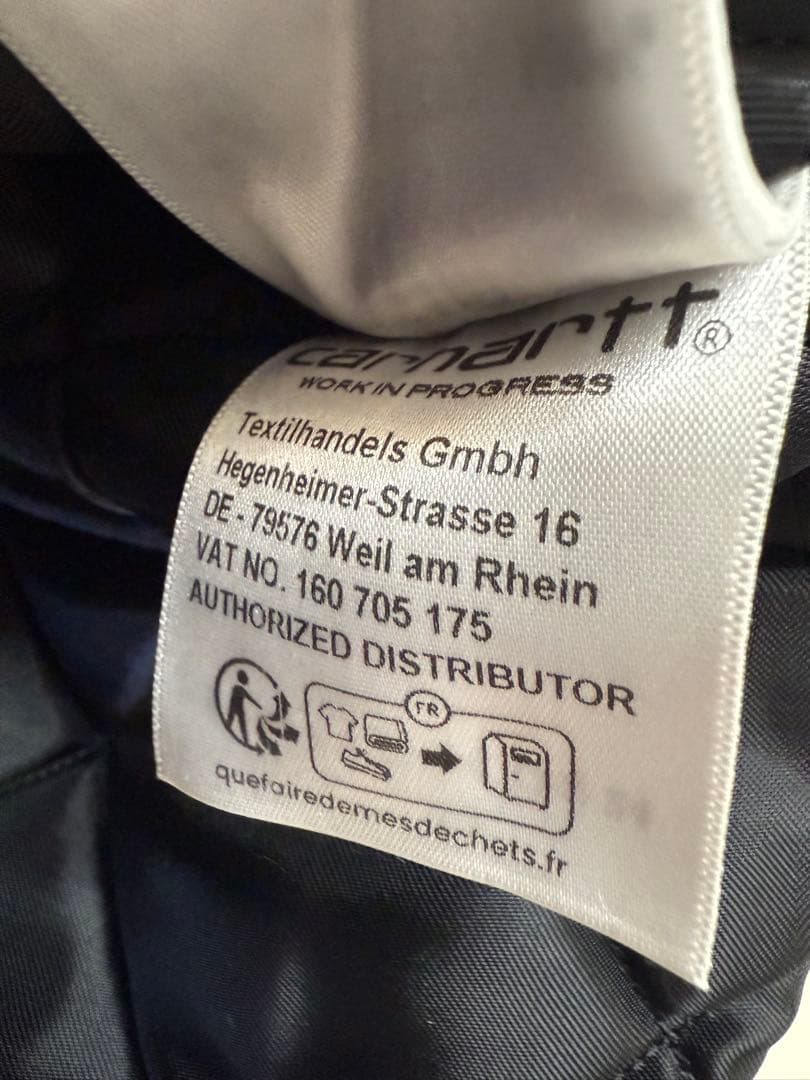 carhartt®
WORK IN PROGRESS
Textilhandels Gmbh
Hegenheimer-Strasse 16
DE - 79576 Weil am Rhein
VAT NO. 160 705 175
AUTHORIZED DISTRIBUTOR
FR
quefairedemesdechets.fr